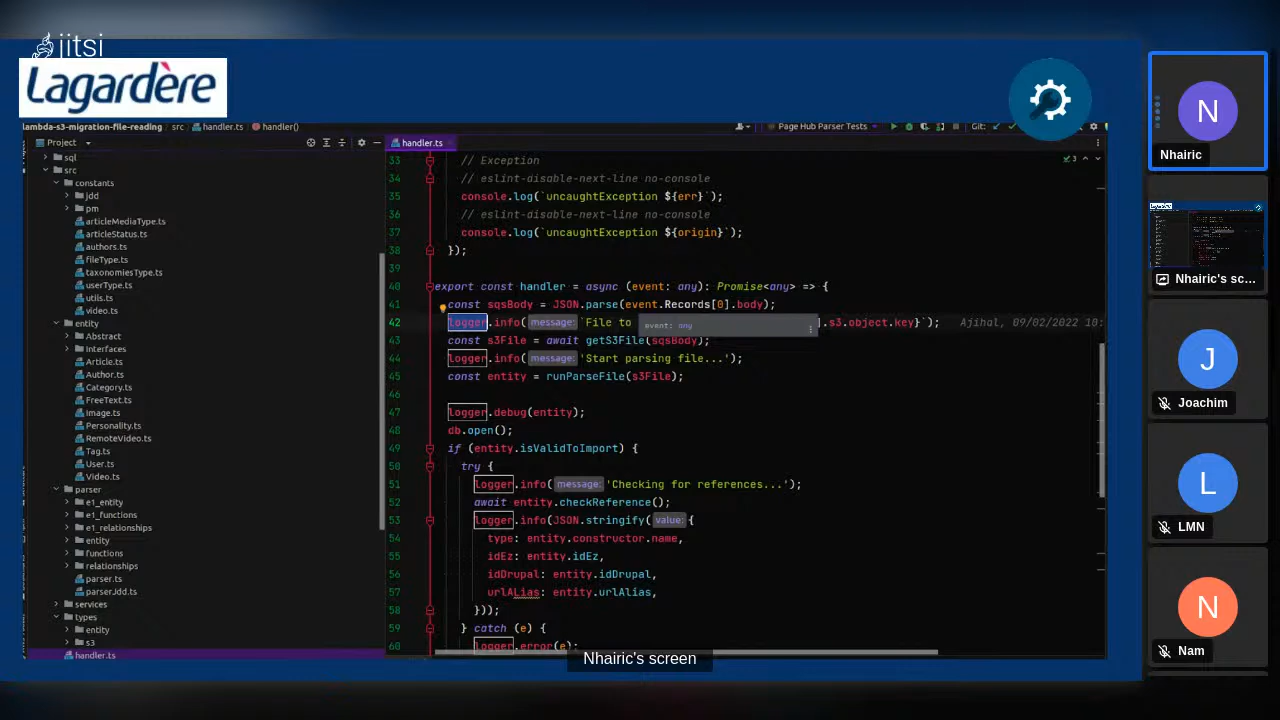 jitsi
Lagardère
lambda-s3-migration-file-reading
src
handler.ts
handler()
Page Hub Parser Tests
Git:
Project
sql
src
constants
jdd
pm
articleMediaType.ts
articleStatus.ts
authors.ts
fileType.ts
taxonomiesType.ts
userType.ts
utils.ts
video.ts
entity
Abstract
Interfaces
Article.ts
Author.ts
Category.ts
FreeText.ts
Image.ts
Personality.ts
RemoteVideo.ts
Tag.ts
User.ts
Video.ts
parser
e1_entity
e1_functions
e1_relationships
entity
functions
relationships
parser.ts
parserJdd.ts
services
types
entity
s3
handler.ts
handler.ts
3
33 // Exception
34 // eslint-disable-next-line no-console
35 console.log(`uncaughtException ${err}`);
36 // eslint-disable-next-line no-console
37 console.log(`uncaughtException ${origin}`);
38 });
39
40 export const handler = async (event: any): Promise<any> => {
41 const sqsBody = JSON.parse(event.Records[0].body);
42 logger.info( message: `File to event: any ].s3.object.key}`); Ajihal, 09/02/2022 10:
43 const s3File = await getS3File(sqsBody);
44 logger.info( message: 'Start parsing file...');
45 const entity = runParseFile(s3File);
46
47 logger.debug(entity);
48 db.open();
49 if (entity.isValidToImport) {
50 try {
51 logger.info( message: 'Checking for references...');
52 await entity.checkReference();
53 logger.info(JSON.stringify( value: {
54 type: entity.constructor.name,
55 idEz: entity.idEz,
56 idDrupal: entity.idDrupal,
57 urlALias: entity.urlAlias,
58 }));
59 } catch (e) {
60 logger.error(e);
Nhairic's screen
N
Nhairic
Nhairic's sc...
J
Joachim
L
LMN
N
Nam